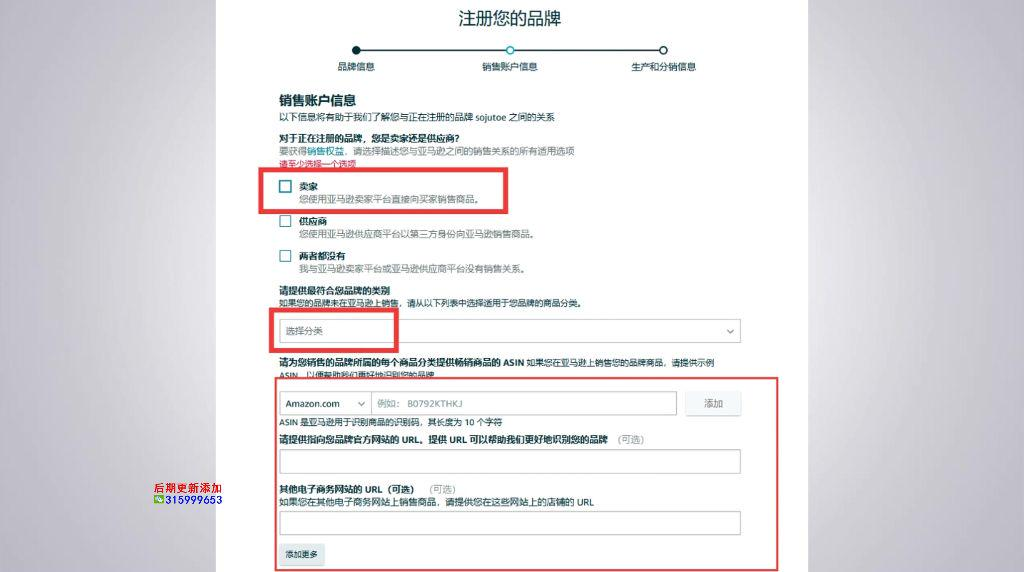 注册您的品牌
品牌信息
销售账户信息
生产和分销信息
销售账户信息
以下信息将有助于我们了解您与正在注册的品牌 sojutoe 之间的关系
对于正在注册的品牌，您是卖家还是供应商？
要获得销售权益，请选择描述您与亚马逊之间的销售关系的所有适用选项
请至少选择一个选项
卖家
您使用亚马逊卖家平台直接向买家销售商品。
供应商
您使用亚马逊供应商平台以第三方身份向亚马逊销售商品。
两者都没有
我与亚马逊卖家平台或亚马逊供应商平台没有销售关系。
请提供最符合您品牌的类别
如果您的品牌未在亚马逊上销售，请从以下列表中选择适用于您品牌的商品分类。
选择分类
请为您销售的品牌所属的每个商品分类提供畅销商品的 ASIN 如果您在亚马逊上销售您的品牌商品，请提供示例
ASIN，以便帮助我们更好地识别您的品牌
Amazon.com 例如： B0792KTHKJ 添加
ASIN 是亚马逊用于识别商品的识别码，其长度为 10 个字符
请提供指向您品牌官方网站的 URL。提供 URL 可以帮助我们更好地识别您的品牌 (可选)
其他电子商务网站的 URL（可选） (可选)
如果您在其他电子商务网站上销售商品，请提供您在这些网站上的店铺的 URL
添加更多
后期更新添加
315999653